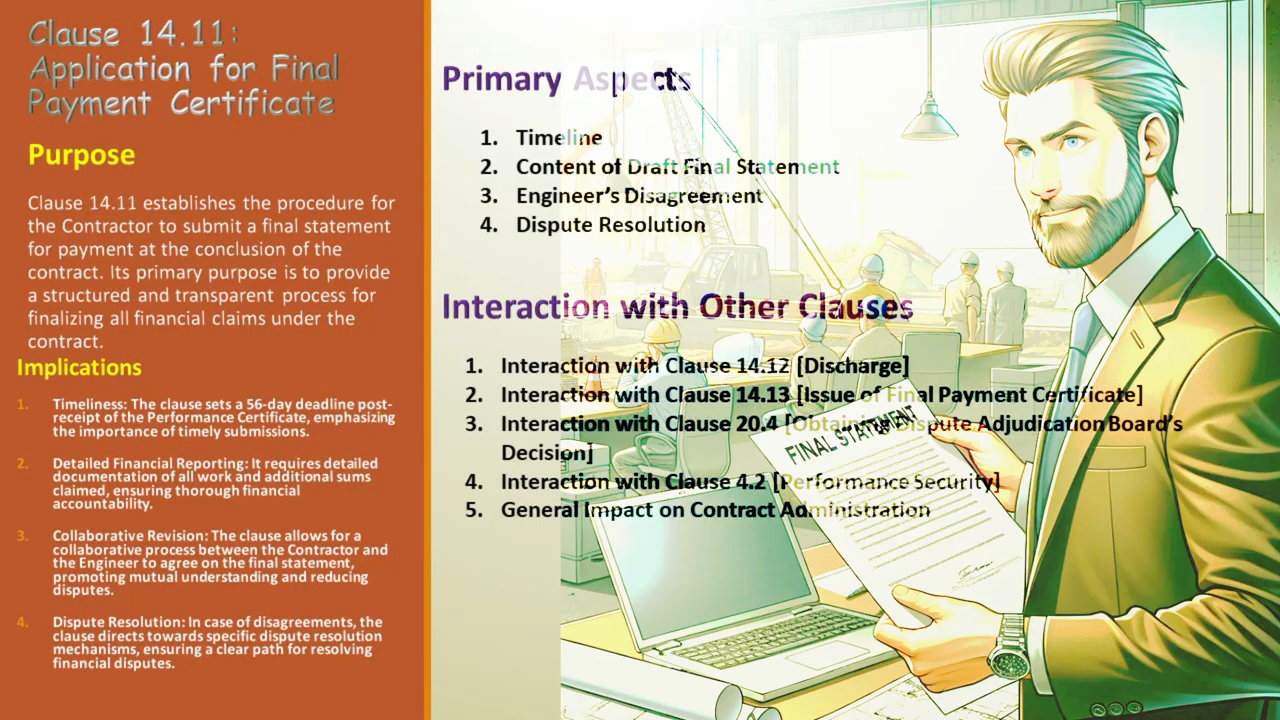 Clause 14.11:
Application for Final
Payment Certificate
Purpose
Clause 14.11 establishes the procedure for
the Contractor to submit a final statement
for payment at the conclusion of the
contract. Its primary purpose is to provide
a structured and transparent process for
finalizing all financial claims under the
contract.
Implications
1. Timeliness: The clause sets a 56-day deadline post-
receipt of the Performance Certificate, emphasizing
the importance of timely submissions.
2. Detailed Financial Reporting: It requires detailed
documentation of all work and additional sums
claimed, ensuring thorough financial
accountability.
3. Collaborative Revision: The clause allows for a
collaborative process between the Contractor and
the Engineer to agree on the final statement,
promoting mutual understanding and reducing
disputes.
4. Dispute Resolution: In case of disagreements, the
clause directs towards specific dispute resolution
mechanisms, ensuring a clear path for resolving
financial disputes.
Primary Aspects
1. Timeline
2. Content of Draft Final Statement
3. Engineer’s Disagreement
4. Dispute Resolution
Interaction with Other Clauses
1. Interaction with Clause 14.12 [Discharge]
2. Interaction with Clause 14.13 [Issue of Final Payment Certificate]
3. Interaction with Clause 20.4 [Obtaining Dispute Adjudication Board’s
Decision]
4. Interaction with Clause 4.2 [Performance Security]
5. General Impact on Contract Administration
FINAL STATEMENT